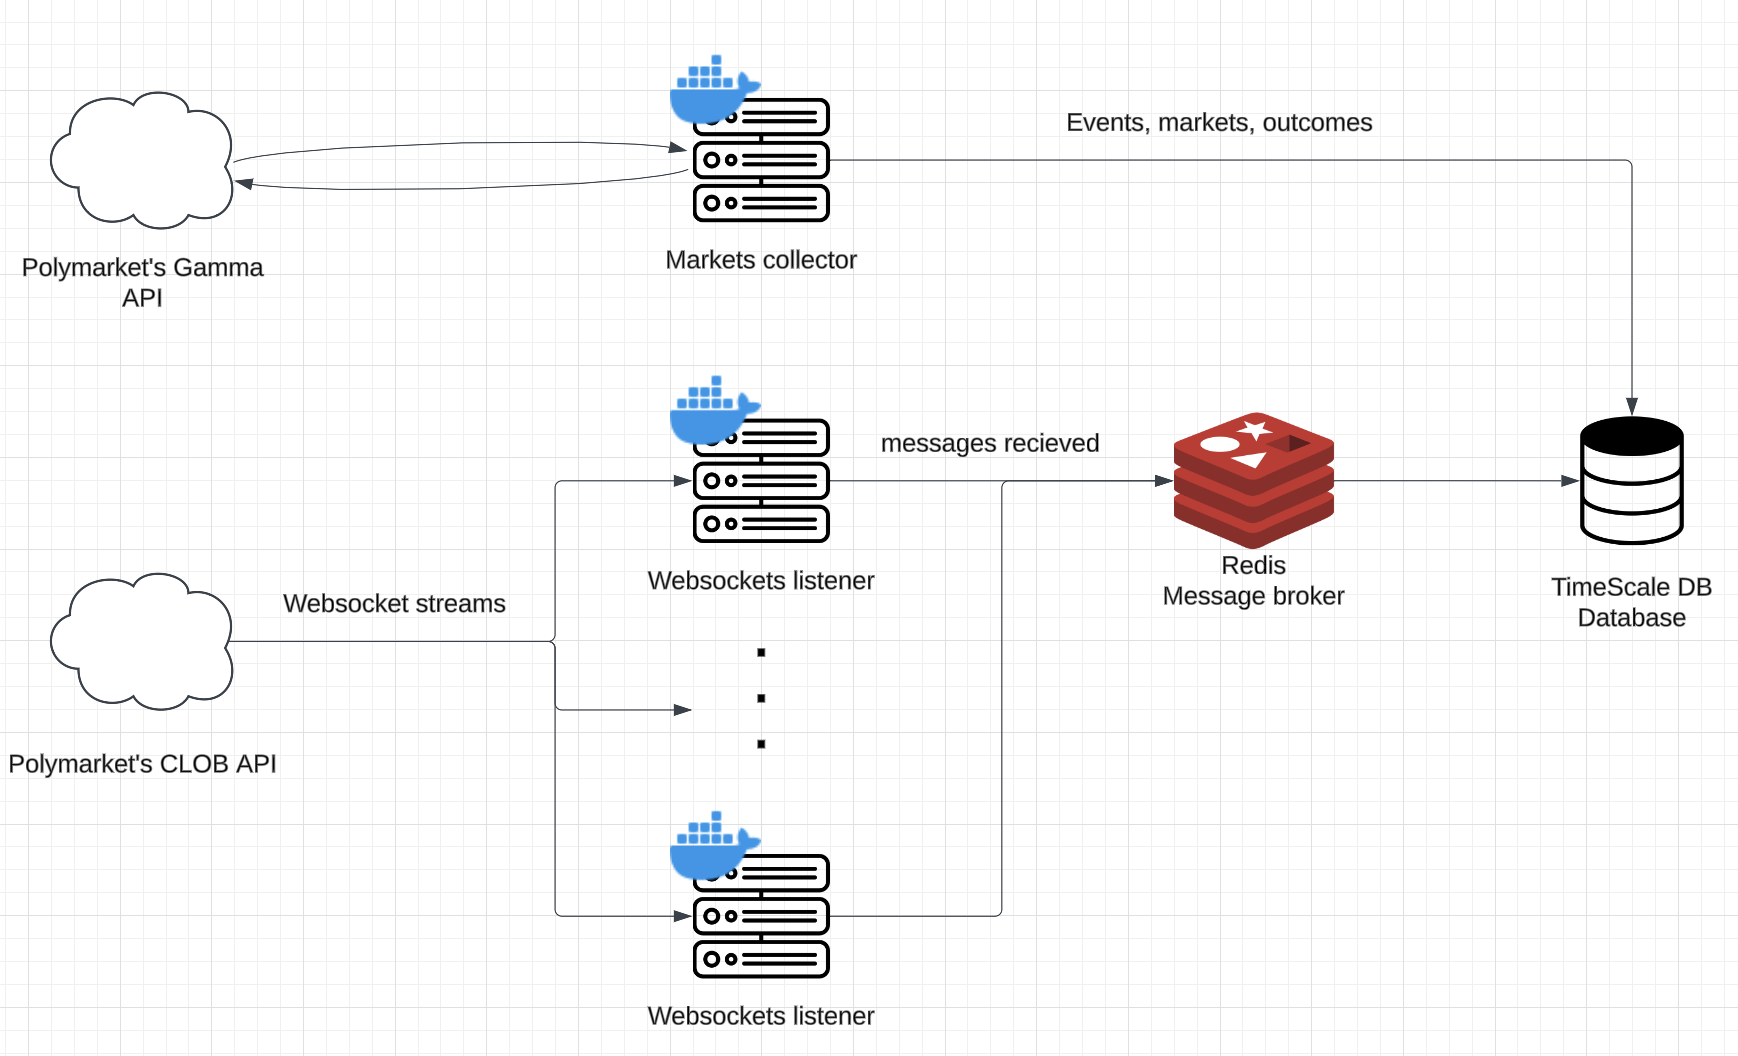 Events, markets, outcomes
Polymarket's Gamma
API
Markets collector
messages recieved
Websockets listener
Redis
Message broker
TimeScale DB
Database
Websocket streams
Polymarket's CLOB API
Websockets listener